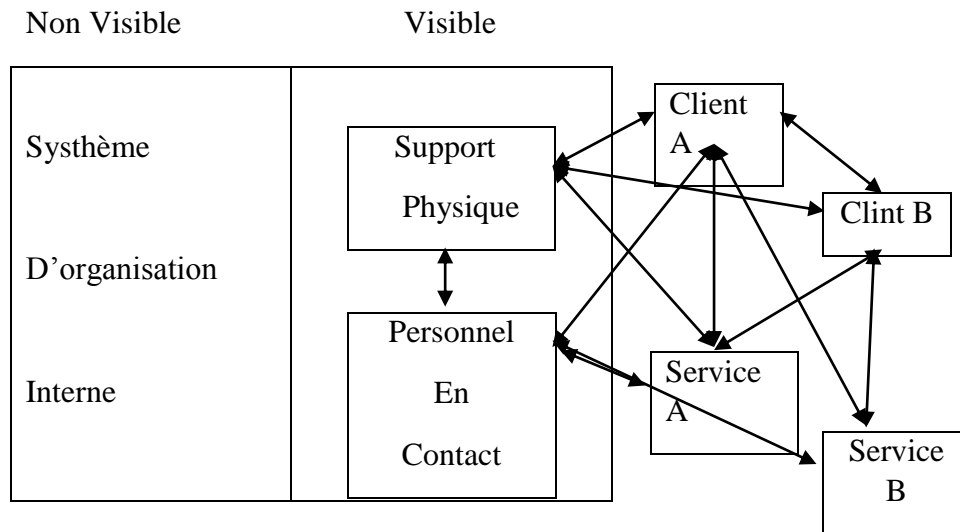 Non Visible
Visible
Systhème
D'organisation
Interne
Support
Physique
Personnel
En
Contact
Client
A
Clint B
Service
A
Service
B